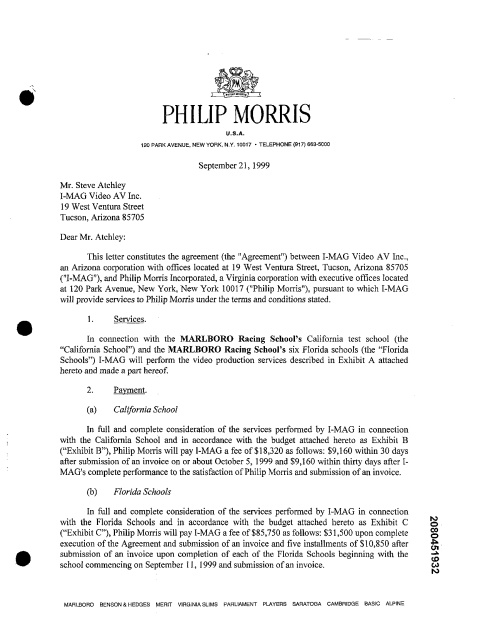 PM
PHILIP MORRIS
U.S.A.
120 PARK AVENUE, NEW YORK, N.Y. 10017 • TELEPHONE (917) 663-5000
September 21, 1999
Mr. Steve Atchley
I-MAG Video AV Inc.
19 West Ventura Street
Tucson, Arizona 85705
Dear Mr. Atchley:
This letter constitutes the agreement (the "Agreement") between I-MAG Video AV Inc.,
an Arizona corporation with offices located at 19 West Ventura Street, Tucson, Arizona 85705
("I-MAG"), and Philip Morris Incorporated, a Virginia corporation with executive offices located
at 120 Park Avenue, New York, New York 10017 ("Philip Morris"), pursuant to which I-MAG
will provide services to Philip Morris under the terms and conditions stated.
1. Services.
In connection with the MARLBORO Racing School's California test school (the
“California School”) and the MARLBORO Racing School's six Florida schools (the “Florida
Schools”) I-MAG will perform the video production services described in Exhibit A attached
hereto and made a part hereof.
2. Payment.
(a) California School
In full and complete consideration of the services performed by I-MAG in connection
with the California School and in accordance with the budget attached hereto as Exhibit B
(“Exhibit B”), Philip Morris will pay I-MAG a fee of $18,320 as follows: $9,160 within 30 days
after submission of an invoice on or about October 5, 1999 and $9,160 within thirty days after I-
MAG's complete performance to the satisfaction of Philip Morris and submission of an invoice.
(b) Florida Schools
In full and complete consideration of the services performed by I-MAG in connection
with the Florida Schools and in accordance with the budget attached hereto as Exhibit C
(“Exhibit C”), Philip Morris will pay I-MAG a fee of $85,750 as follows: $31,500 upon complete
execution of the Agreement and submission of an invoice and five installments of $10,850 after
submission of an invoice upon completion of each of the Florida Schools beginning with the
school commencing on September 11, 1999 and submission of an invoice.
2080451932
MARLBORO BENSON & HEDGES MERIT VIRGINIA SLIMS PARLIAMENT PLAYERS SARATOGA CAMBRIDGE BASIC ALPINE